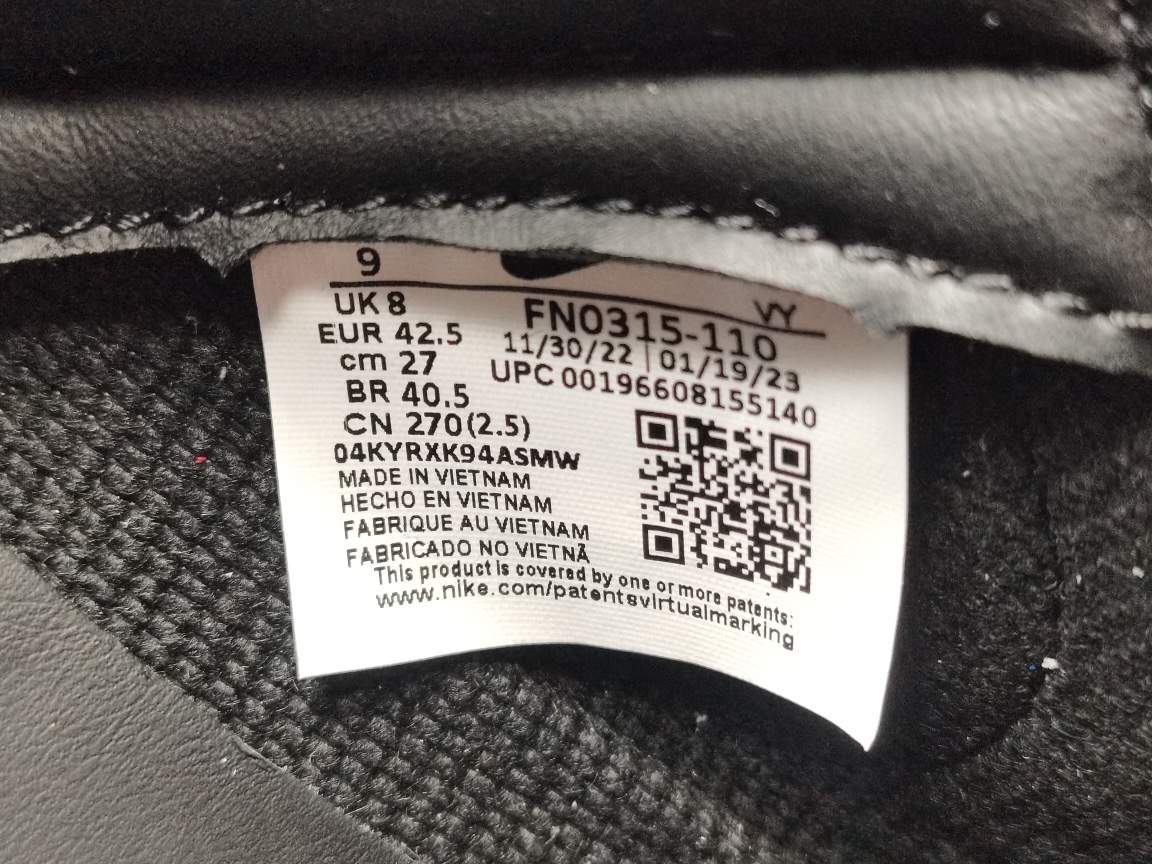 9
VY
UK 8
EUR 42.5
cm 27
BR 40.5
CN 270(2.5)
FN0315-110
11/30/22 | 01/19/23
UPC 00196608155140
04KYRXK94ASMW
MADE IN VIETNAM
HECHO EN VIETNAM
FABRIQUE AU VIETNAM
FABRICADO NO VIETNÃ
This product is covered by one or more patents:
www.nike.com/patentsvirtualmarking